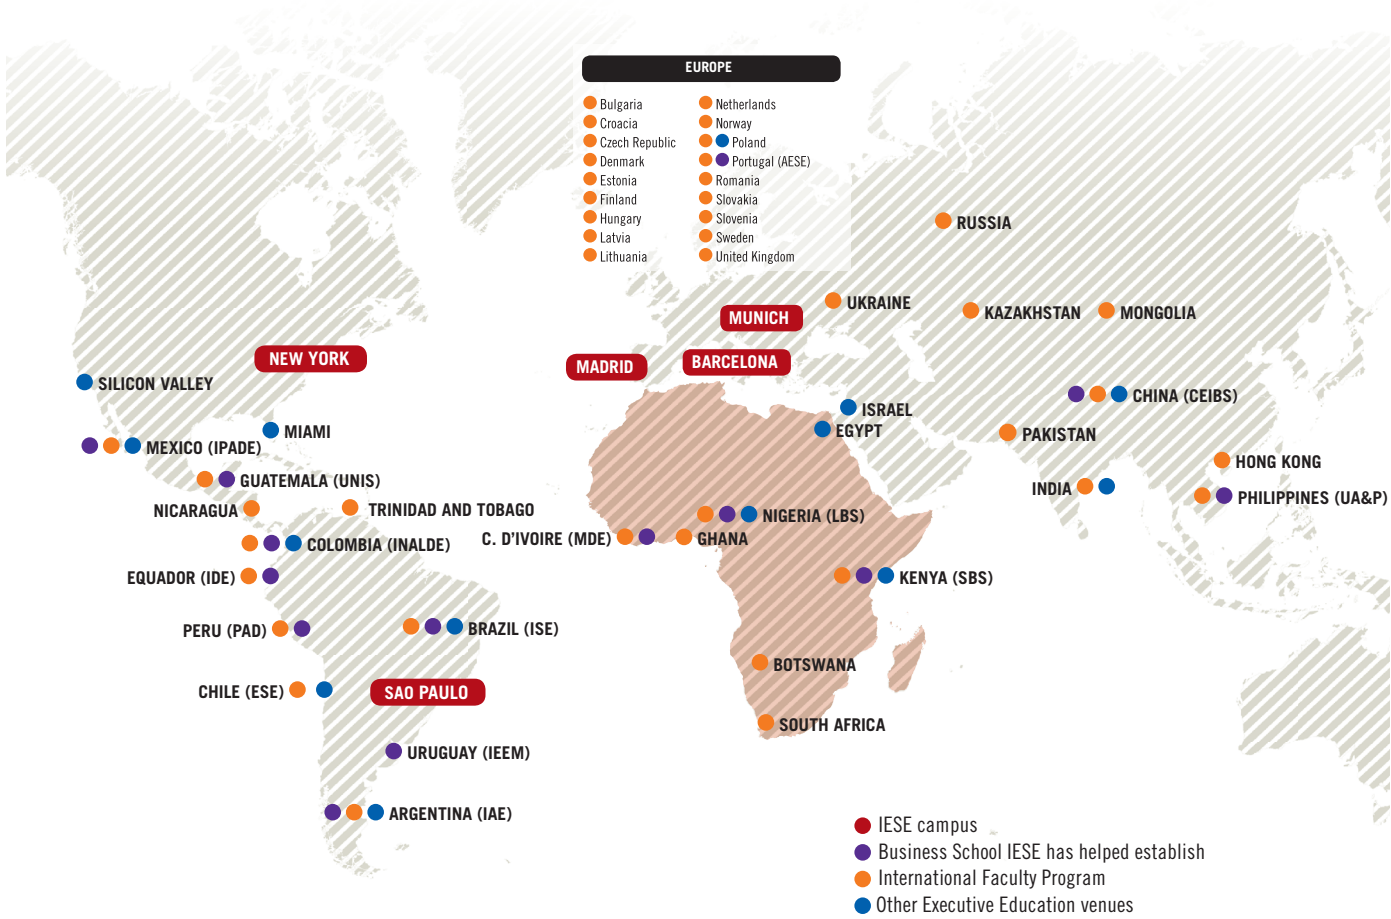 EUROPE
Bulgaria
Croacia
Czech Republic
Denmark
Estonia
Finland
Hungary
Latvia
Lithuania
Netherlands
Norway
Poland
Portugal (AESE)
Romania
Slovakia
Slovenia
Sweden
United Kingdom
RUSSIA
UKRAINE
KAZAKHSTAN
MONGOLIA
MUNICH
NEW YORK
MADRID
BARCELONA
SILICON VALLEY
CHINA (CEIBS)
ISRAEL
MIAMI
EGYPT
PAKISTAN
MEXICO (IPADE)
HONG KONG
GUATEMALA (UNIS)
INDIA
PHILIPPINES (UA&P)
NICARAGUA
TRINIDAD AND TOBAGO
NIGERIA (LBS)
C. D'IVOIRE (MDE)
GHANA
COLOMBIA (INALDE)
EQUADOR (IDE)
KENYA (SBS)
PERU (PAD)
BRAZIL (ISE)
BOTSWANA
CHILE (ESE)
SAO PAULO
SOUTH AFRICA
URUGUAY (IEEM)
ARGENTINA (IAE)
IESE campus
Business School IESE has helped establish
International Faculty Program
Other Executive Education venues